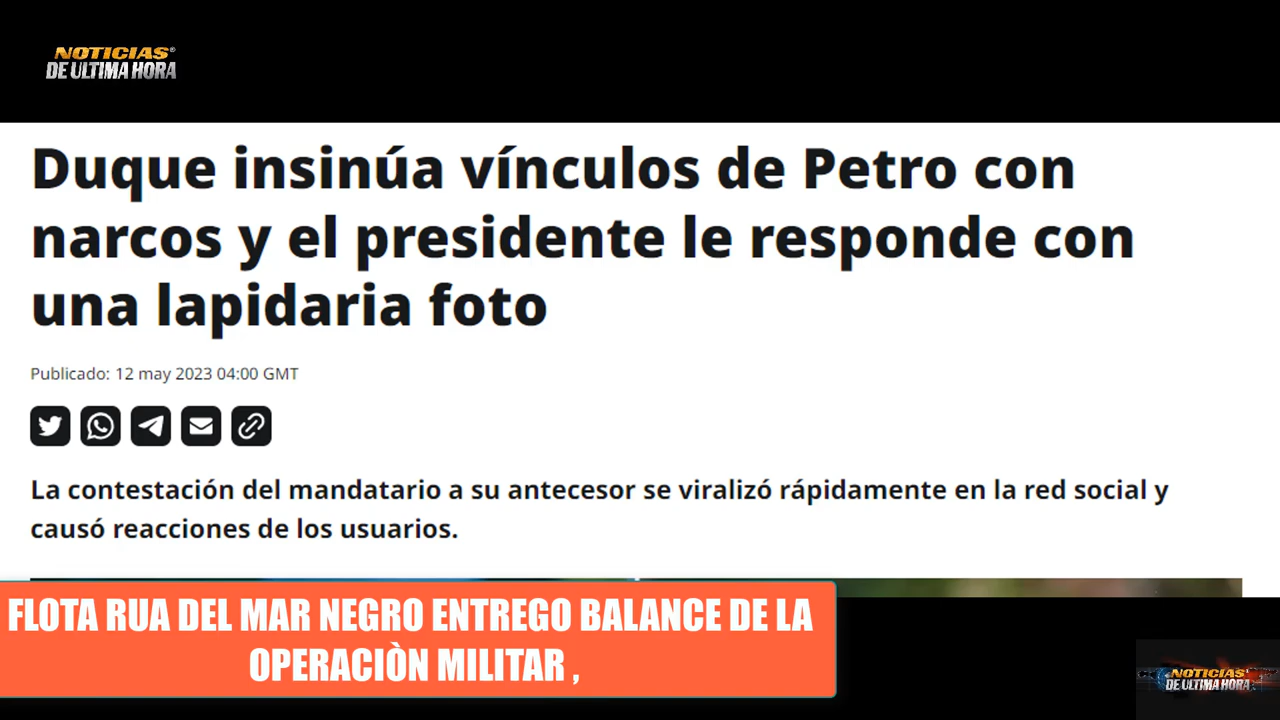 NOTICIAS®
DE ULTIMA HORA
Duque insinúa vínculos de Petro con
narcos y el presidente le responde con
una lapidaria foto
Publicado: 12 may 2023 04:00 GMT
La contestación del mandatario a su antecesor se viralizó rápidamente en la red social y
causó reacciones de los usuarios.
FLOTA RUA DEL MAR NEGRO ENTREGO BALANCE DE LA
OPERACIÒN MILITAR ,
NOTICIAS
DE ULTIMA HORA